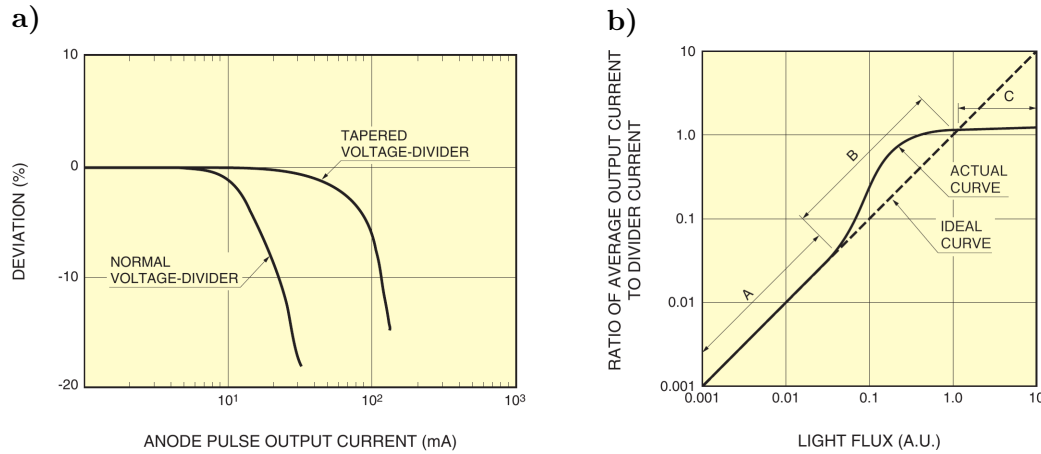 a)
DEVIATION (%)
10
0
-10
-20
TAPERED
VOLTAGE-DIVIDER
NORMAL
VOLTAGE-DIVIDER
10¹
10²
10³
ANODE PULSE OUTPUT CURRENT (mA)
b)
RATIO OF AVERAGE OUTPUT CURRENT
TO DIVIDER CURRENT
10
1.0
0.1
0.01
0.001
A
B
C
ACTUAL
CURVE
IDEAL
CURVE
0.001
0.01
0.1
1.0
10
LIGHT FLUX (A.U.)